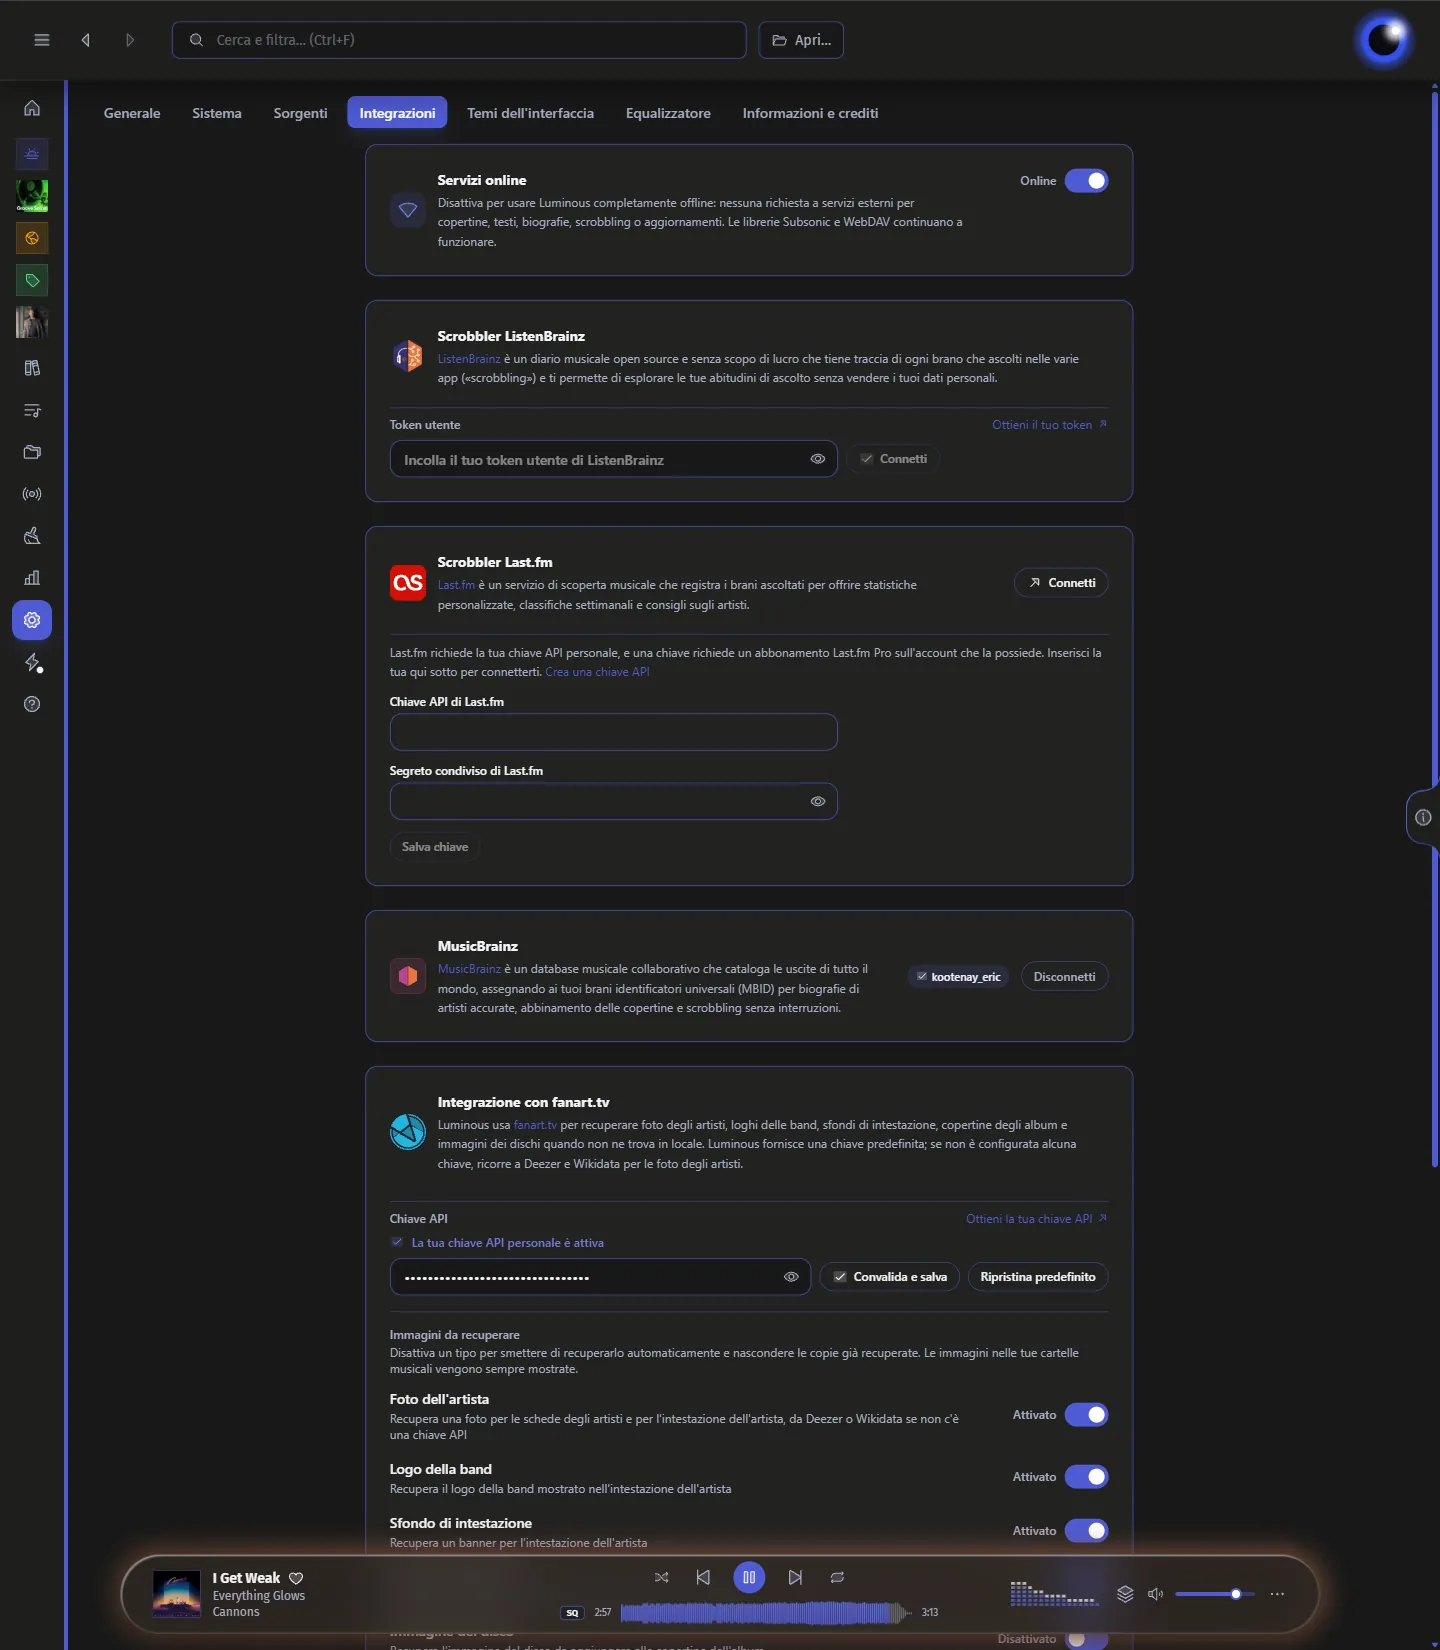 Cerca e filtra... (Ctrl+F)
Apri...
Generale
Sistema
Sorgenti
Integrazioni
Temi dell'interfaccia
Equalizzatore
Informazioni e crediti
Servizi online
Disattiva per usare Luminous completamente offline: nessuna richiesta a servizi esterni per
copertine, testi, biografie, scrobbling o aggiornamenti. Le librerie Subsonic e WebDAV continuano a
funzionare.
Online
Scrobbler ListenBrainz
ListenBrainz è un diario musicale open source e senza scopo di lucro che tiene traccia di ogni brano che ascolti nelle varie
app («scrobbling») e ti permette di esplorare le tue abitudini di ascolto senza vendere i tuoi dati personali.
Token utente
Ottieni il tuo token
Incolla il tuo token utente di ListenBrainz
Connetti
Scrobbler Last.fm
Last.fm è un servizio di scoperta musicale che registra i brani ascoltati per offrire statistiche
personalizzate, classifiche settimanali e consigli sugli artisti.
Connetti
Last.fm richiede la tua chiave API personale, e una chiave richiede un abbonamento Last.fm Pro sull'account che la possiede. Inserisci la
tua qui sotto per connetterti. Crea una chiave API
Chiave API di Last.fm
Segreto condiviso di Last.fm
Salva chiave
MusicBrainz
MusicBrainz è un database musicale collaborativo che cataloga le uscite di tutto il
mondo, assegnando ai tuoi brani identificatori universali (MBID) per biografie di
artisti accurate, abbinamento delle copertine e scrobbling senza interruzioni.
kootenay_eric
Disconnetti
Integrazione con fanart.tv
Luminous usa fanart.tv per recuperare foto degli artisti, loghi delle band, sfondi di intestazione, copertine degli album e
immagini dei dischi quando non ne trova in locale. Luminous fornisce una chiave predefinita; se non è configurata alcuna
chiave, ricorre a Deezer e Wikidata per le foto degli artisti.
Chiave API
Ottieni la tua chiave API
La tua chiave API personale è attiva
••••••••••••••••••••••••••••••••
Convalida e salva
Ripristina predefinito
Immagini da recuperare
Disattiva un tipo per smettere di recuperarlo automaticamente e nascondere le copie già recuperate. Le immagini nelle tue cartelle
musicali vengono sempre mostrate.
Foto dell'artista
Recupera una foto per le schede degli artisti e per l'intestazione dell'artista, da Deezer o Wikidata se non c'è
una chiave API
Attivato
Logo della band
Recupera il logo della band mostrato nell'intestazione dell'artista
Attivato
Sfondo di intestazione
Recupera un banner per l'intestazione dell'artista
Attivato
I Get Weak
Everything Glows
Cannons
SQ
2:57
3:13
Immagine del disco
Recupera l'immagine del disco da aggiungere alla copertina dell'album
Disattivato